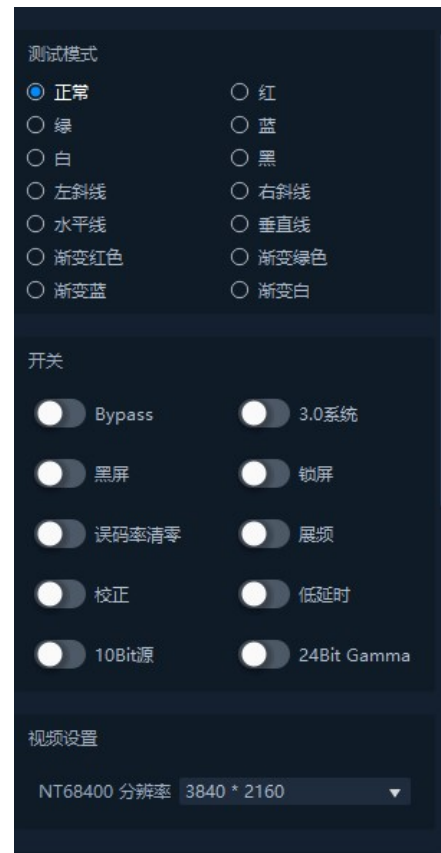 测试模式
正常 红
绿 蓝
白 黑
左斜线 右斜线
水平线 垂直线
渐变红色 渐变绿色
渐变蓝 渐变白
开关
Bypass 3.0系统
黑屏 锁屏
误码率清零 展频
校正 低延时
10Bit源 24Bit Gamma
视频设置
NT68400 分辨率 3840 * 2160